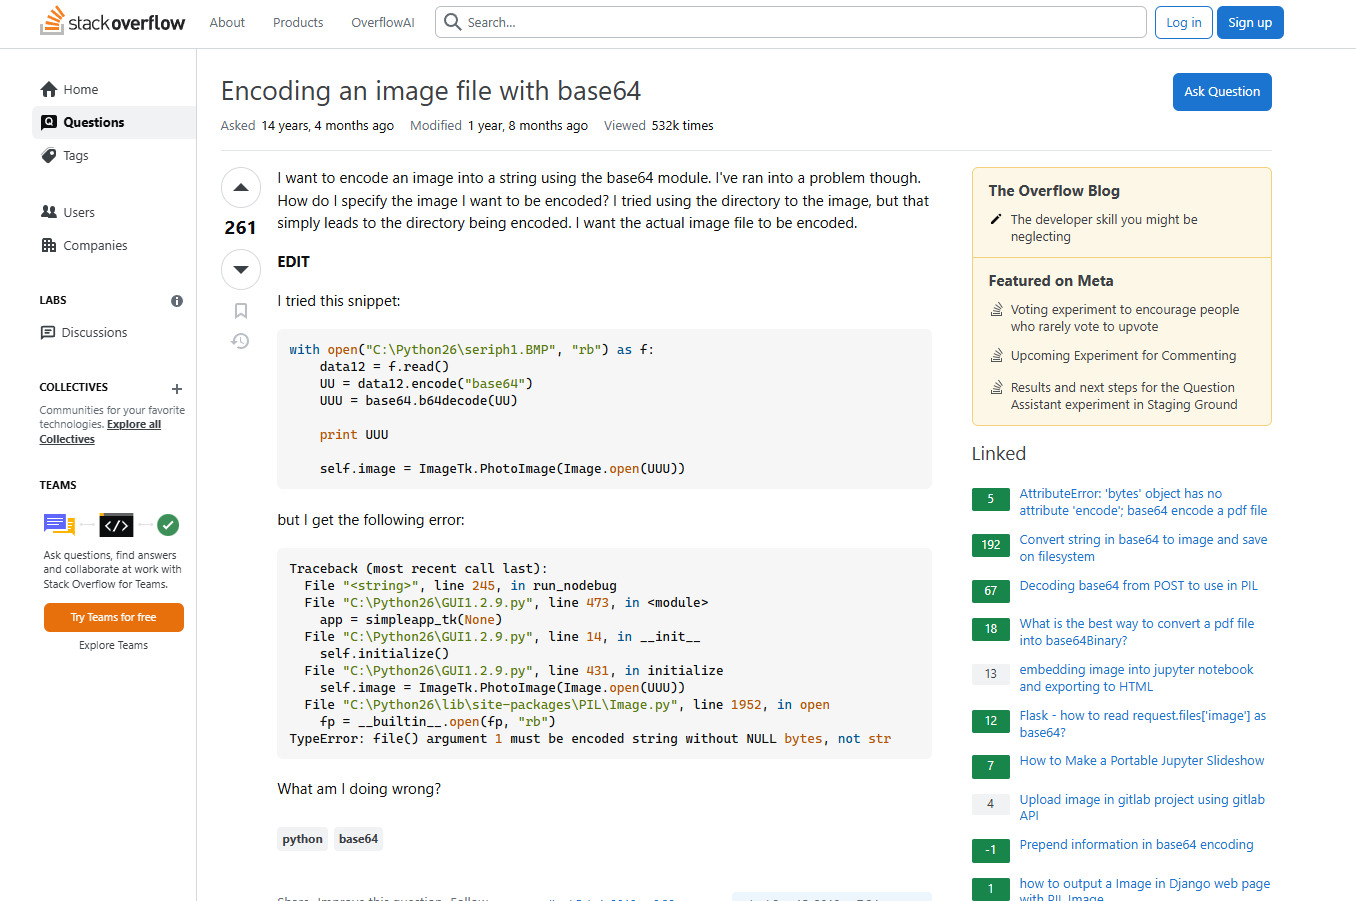 stack overflow
About
Products
OverflowAI
Search...
Log in
Sign up
Home
Questions
Tags
Users
Companies
LABS
Discussions
COLLECTIVES
Communities for your favorite
technologies. Explore all
Collectives
TEAMS
Ask questions, find answers
and collaborate at work with
Stack Overflow for Teams.
Try Teams for free
Explore Teams
Encoding an image file with base64
Ask Question
Asked 14 years, 4 months ago Modified 1 year, 8 months ago Viewed 532k times
261
I want to encode an image into a string using the base64 module. I've ran into a problem though.
How do I specify the image I want to be encoded? I tried using the directory to the image, but that
simply leads to the directory being encoded. I want the actual image file to be encoded.
EDIT
I tried this snippet:
with open("C:\Python26\seriph1.BMP", "rb") as f:
    data12 = f.read()
    UU = data12.encode("base64")
    UUU = base64.b64decode(UU)
    print UUU
    self.image = ImageTk.PhotoImage(Image.open(UUU))
but I get the following error:
Traceback (most recent call last):
  File "<string>", line 245, in run_nodebug
  File "C:\Python26\GUI1.2.9.py", line 473, in <module>
    app = simpleapp_tk(None)
  File "C:\Python26\GUI1.2.9.py", line 14, in __init__
    self.initialize()
  File "C:\Python26\GUI1.2.9.py", line 431, in initialize
    self.image = ImageTk.PhotoImage(Image.open(UUU))
  File "C:\Python26\lib\site-packages\PIL\Image.py", line 1952, in open
    fp = __builtin__.open(fp, "rb")
TypeError: file() argument 1 must be encoded string without NULL bytes, not str
What am I doing wrong?
python base64
The Overflow Blog
The developer skill you might be
neglecting
Featured on Meta
Voting experiment to encourage people
who rarely vote to upvote
Upcoming Experiment for Commenting
Results and next steps for the Question
Assistant experiment in Staging Ground
Linked
5 AttributeError: 'bytes' object has no
attribute 'encode'; base64 encode a pdf file
192 Convert string in base64 to image and save
on filesystem
67 Decoding base64 from POST to use in PIL
18 What is the best way to convert a pdf file
into base64Binary?
13 embedding image into jupyter notebook
and exporting to HTML
12 Flask - how to read request.files['image'] as
base64?
7 How to Make a Portable Jupyter Slideshow
4 Upload image in gitlab project using gitlab
API
-1 Prepend information in base64 encoding
1 how to output a Image in Django web page
with PIL Image